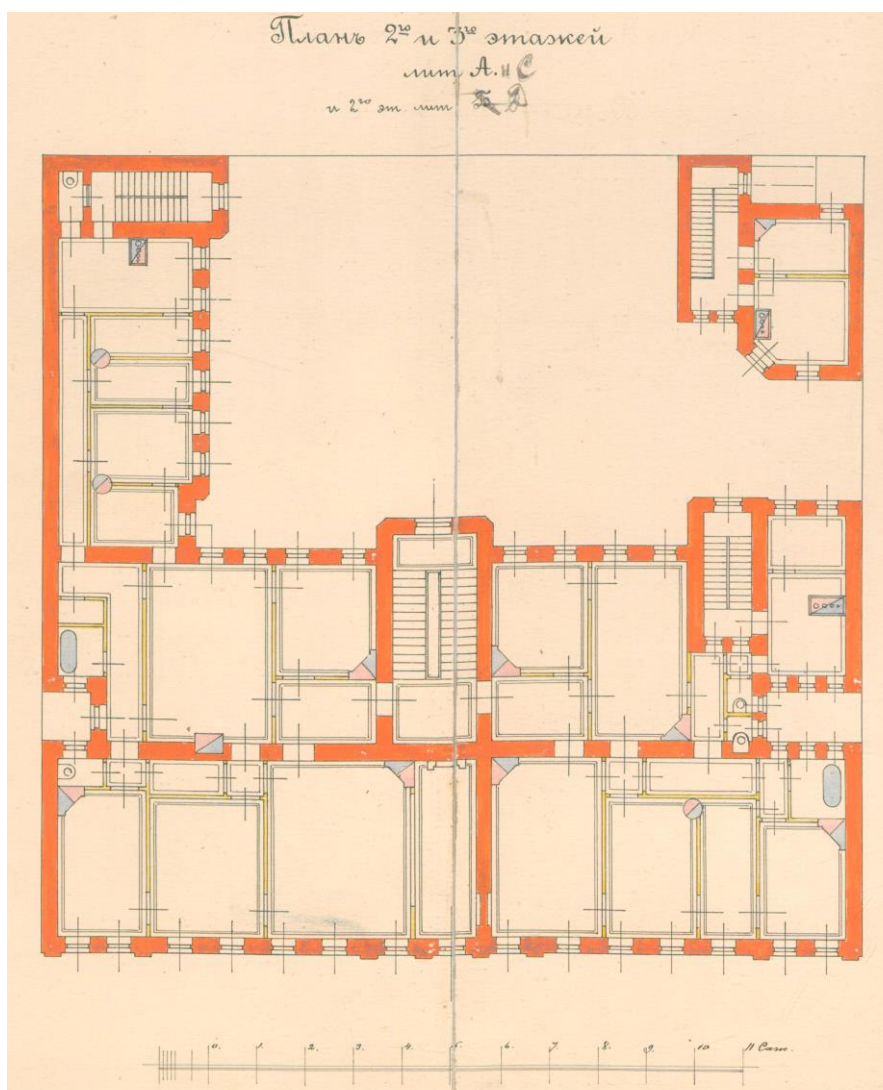 Планъ 2го и 3го этажей
лит А. и С
и 2го эт. лит Б Д
0. 1. 2. 3. 4. 5. 6. 7. 8. 9. 10 11 Саж.